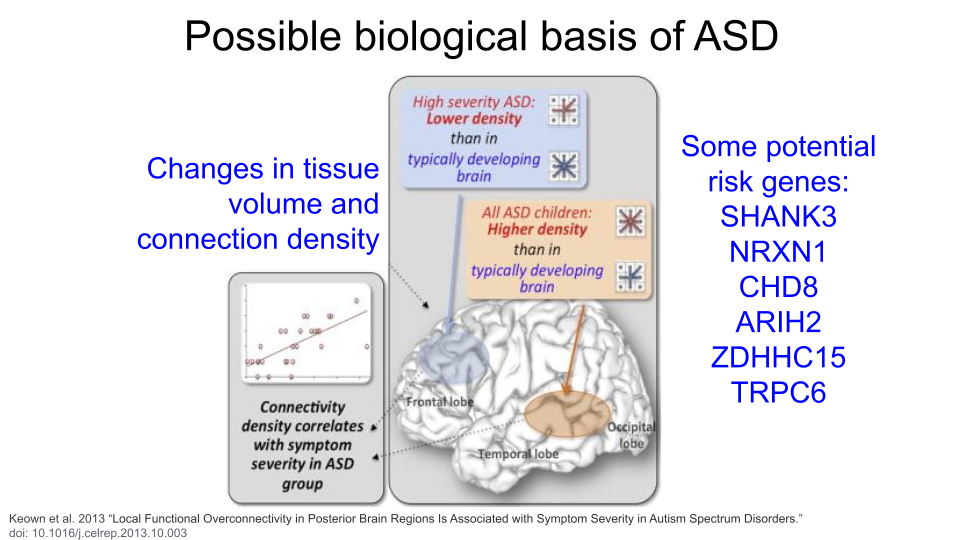 Possible biological basis of ASD
High severity ASD:
Lower density
than in
typically developing
brain
Changes in tissue
volume and
connection density
All ASD children:
Higher density
than in
typically developing
brain
Some potential
risk genes:
SHANK3
NRXN1
CHD8
ARIH2
ZDHHC15
TRPC6
Frontal lobe
Temporal lobe
Occipital
lobe
Connectivity
density correlates
with symptom
severity in ASD
group
Keown et al. 2013 “Local Functional Overconnectivity in Posterior Brain Regions Is Associated with Symptom Severity in Autism Spectrum Disorders.”
doi: 10.1016/j.celrep.2013.10.003